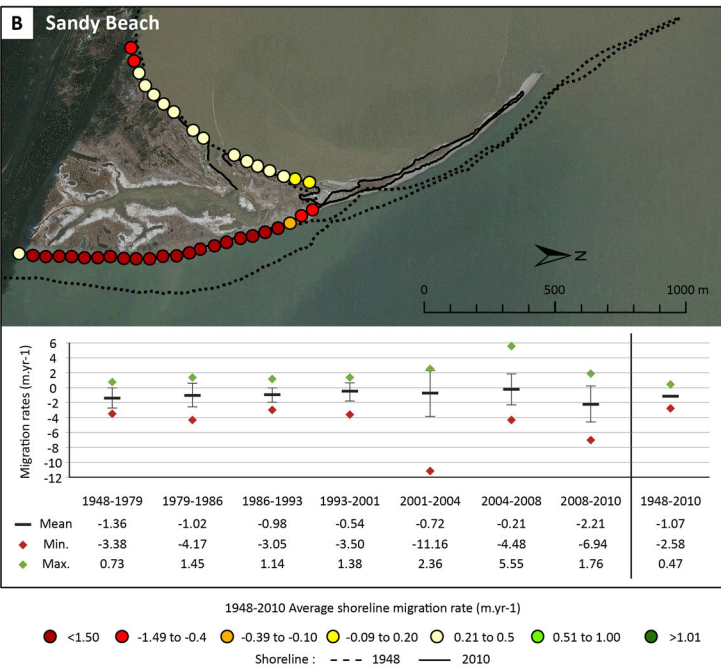 B Sandy Beach
N
0 500 1000 m
Migration rates (m.yr-1)
6
4
2
0
-2
-4
-6
-8
-10
-12
1948-1979 1979-1986 1986-1993 1993-2001 2001-2004 2004-2008 2008-2010 1948-2010
Mean -1.36 -1.02 -0.98 -0.54 -0.72 -0.21 -2.21 -1.07
Min. -3.38 -4.17 -3.05 -3.50 -11.16 -4.48 -6.94 -2.58
Max. 0.73 1.45 1.14 1.38 2.36 5.55 1.76 0.47
1948-2010 Average shoreline migration rate (m.yr-1)
<1.50 -1.49 to -0.4 -0.39 to -0.10 -0.09 to 0.20 0.21 to 0.5 0.51 to 1.00 >1.01
Shoreline : 1948 2010